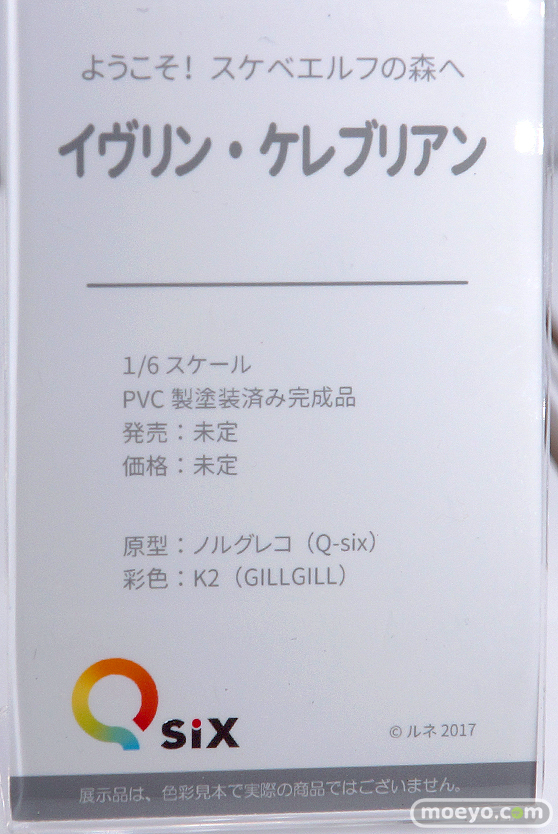 ようこそ！スケベエルフの森へ
イヴリン・ケレブリアン
1/6 スケール
PVC 製塗装済み完成品
発売：未定
価格：未定
原型：ノルグレコ（Q-six）
彩色：K2（GILLGILL）
Q six
© ルネ 2017
展示品は、色彩見本で実際の商品ではございません。
moeyo.com